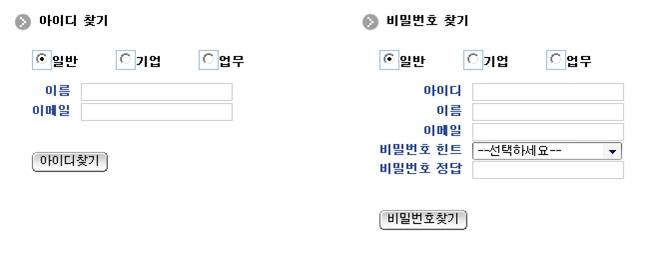 아이디 찾기
일반 기업 업무
이름
이메일
아이디찾기
비밀번호 찾기
일반 기업 업무
아이디
이름
이메일
비밀번호 힌트 --선택하세요--
비밀번호 정답
비밀번호찾기